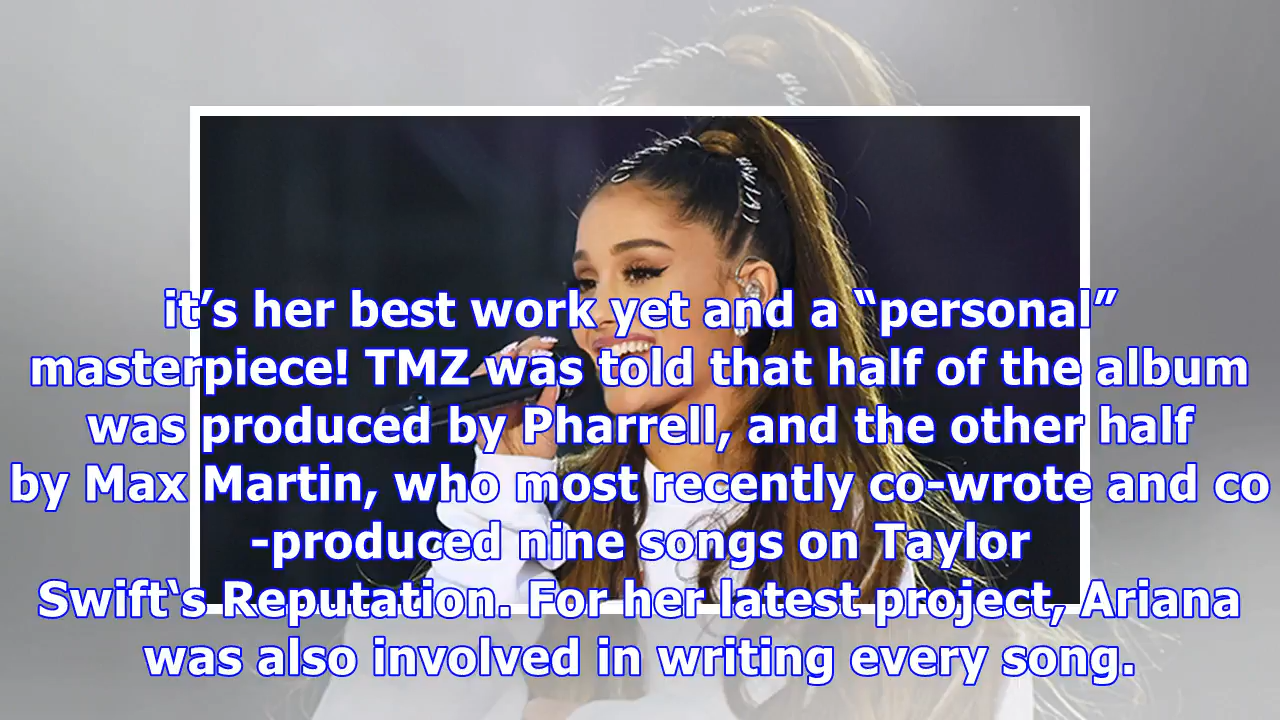 it’s her best work yet and a “personal”
masterpiece! TMZ was told that half of the album
was produced by Pharrell, and the other half
by Max Martin, who most recently co-wrote and co
-produced nine songs on Taylor
Swift‘s Reputation. For her latest project, Ariana
was also involved in writing every song.